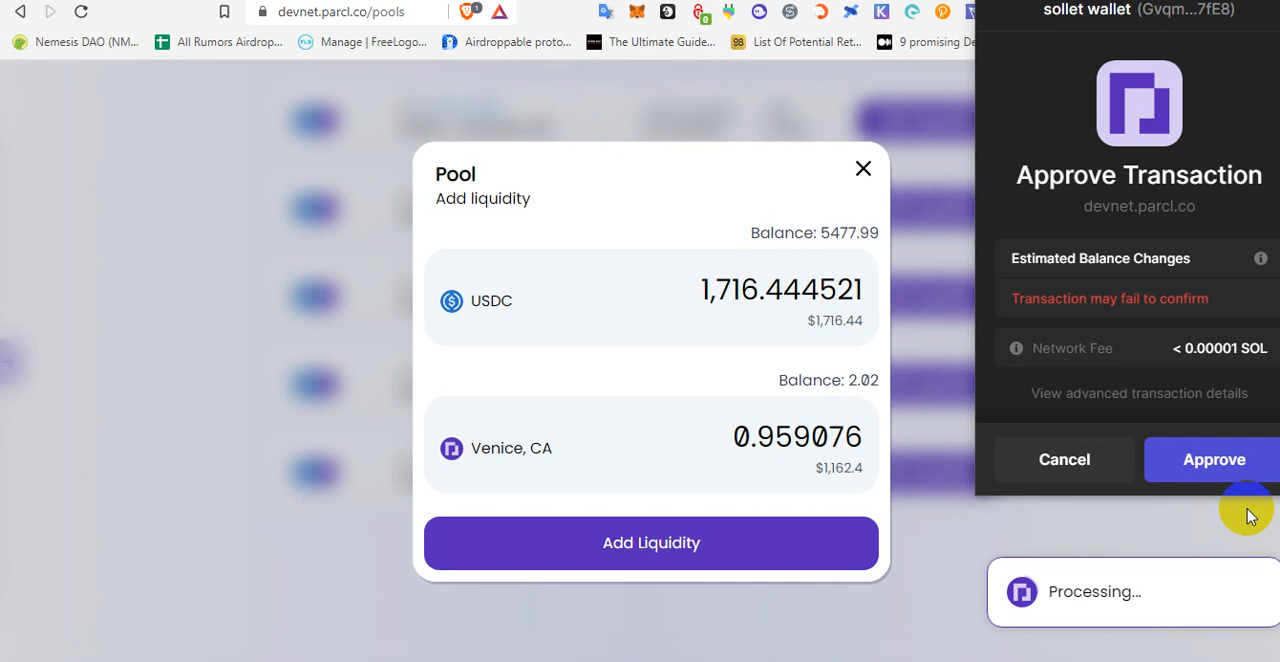 devnet.parcl.co/pools
1
0
Nemesis DAO (NM...
All Rumors Airdrop...
Manage | FreeLogo...
Airdroppable proto...
The Ultimate Guide...
98
List Of Potential Ret...
9 promising De
sollet wallet (Gvqm...7fE8)
Approve Transaction
devnet.parcl.co
Estimated Balance Changes
Transaction may fail to confirm
Network Fee
< 0.00001 SOL
View advanced transaction details
Cancel
Approve
Pool
Add liquidity
Balance: 5477.99
USDC
1,716.444521
$1,716.44
Balance: 2.02
Venice, CA
0.959076
$1,162.4
Add Liquidity
Processing...